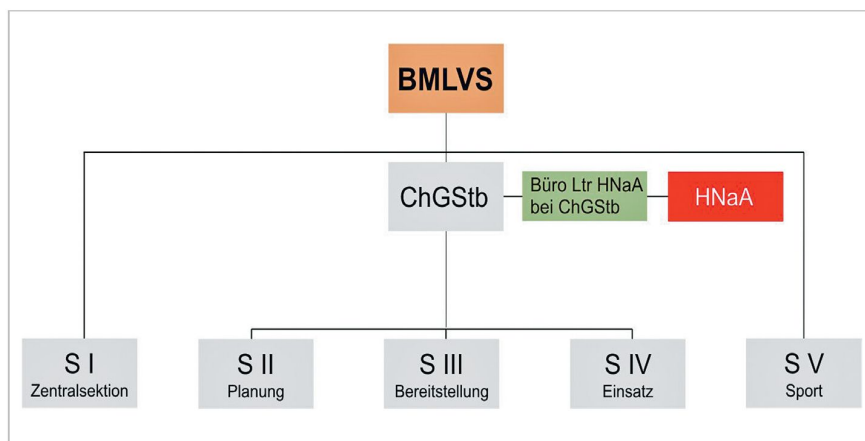 BMLVS
ChGStb
Büro Ltr HNaA
bei ChGStb
HNaA
S I
Zentralsektion
S II
Planung
S III
Bereitstellung
S IV
Einsatz
S V
Sport